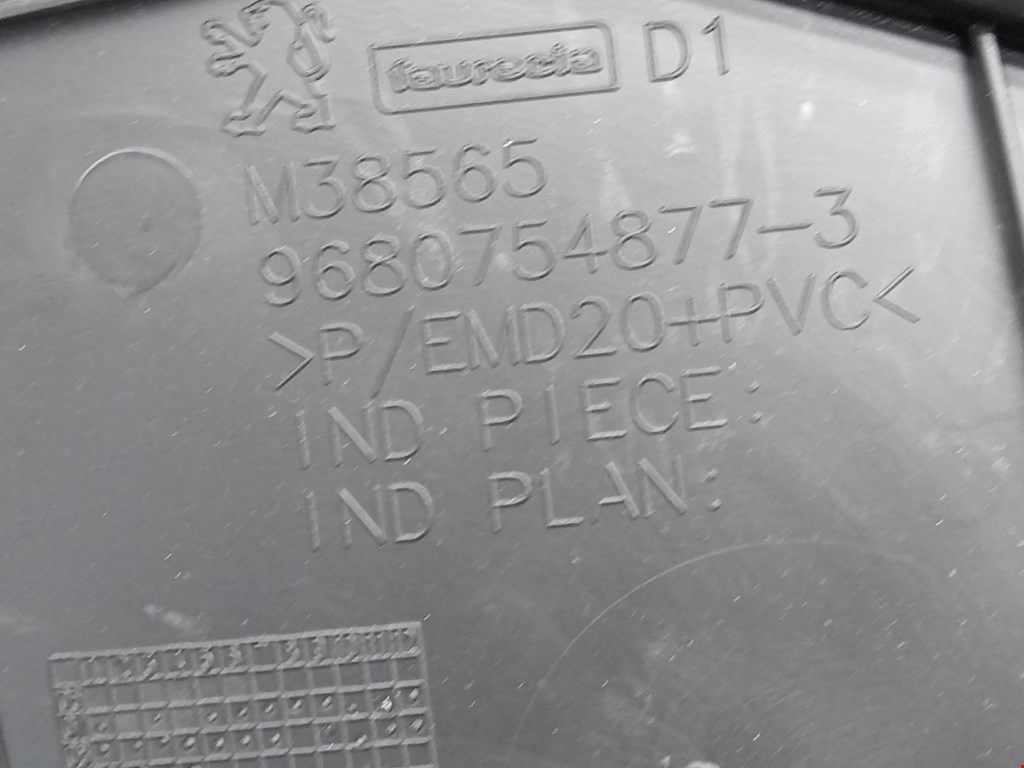 faurecia D1
M38565
9680754877-3
>P/EMD20+PVC<
IND PIECE:
IND PLAN: